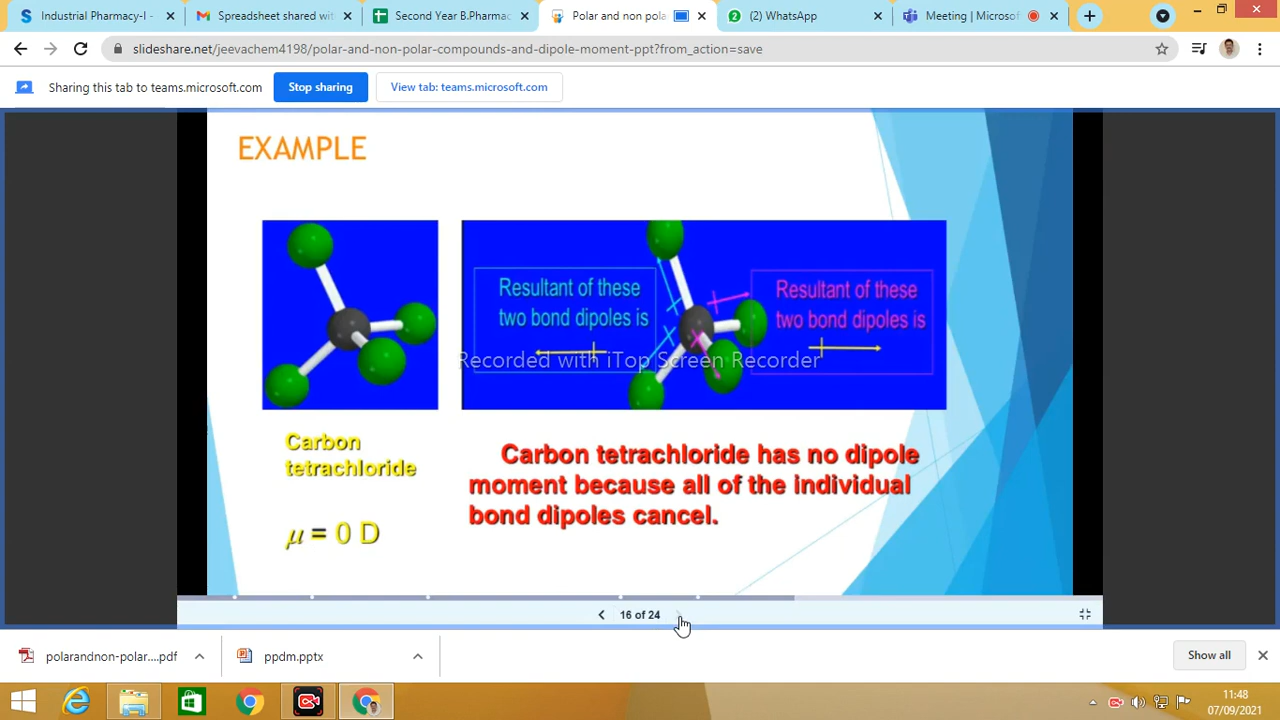 Industrial Pharmacy-I -
Spreadsheet shared wit
Second Year B.Pharma
Polar and non pola
(2) WhatsApp
Meeting | Microsof
slideshare.net/jeevachem4198/polar-and-non-polar-compounds-and-dipole-moment-ppt?from_action=save
Sharing this tab to teams.microsoft.com
Stop sharing
View tab: teams.microsoft.com
EXAMPLE
Resultant of these
two bond dipoles is
Resultant of these
two bond dipoles is
Recorded with iTop Screen Recorder
Carbon
tetrachloride
μ = 0 D
Carbon tetrachloride has no dipole
moment because all of the individual
bond dipoles cancel.
16 of 24
polarandnon-polar....pdf
ppdm.pptx
Show all
11:48
07/09/2021